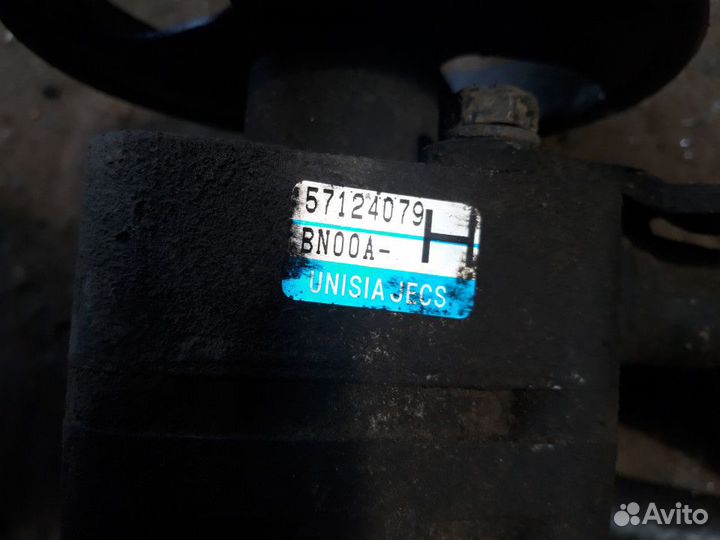 57124079
BN00A- H
UNISIA JECS
Avito